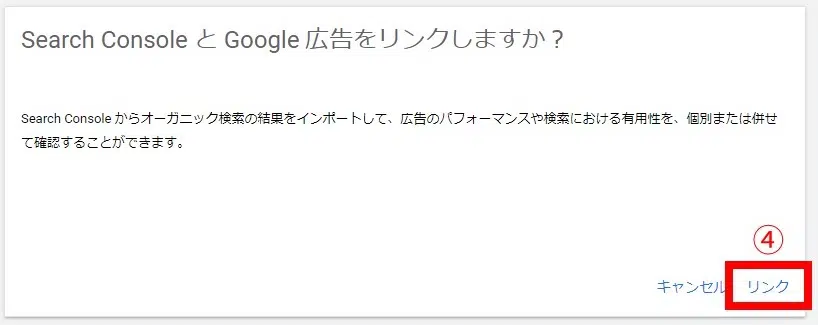 Search Console と Google 広告をリンクしますか？
Search Console からオーガニック検索の結果をインポートして、広告のパフォーマンスや検索における有用性を、個別または併せ
て確認することができます。
④
キャンセル リンク